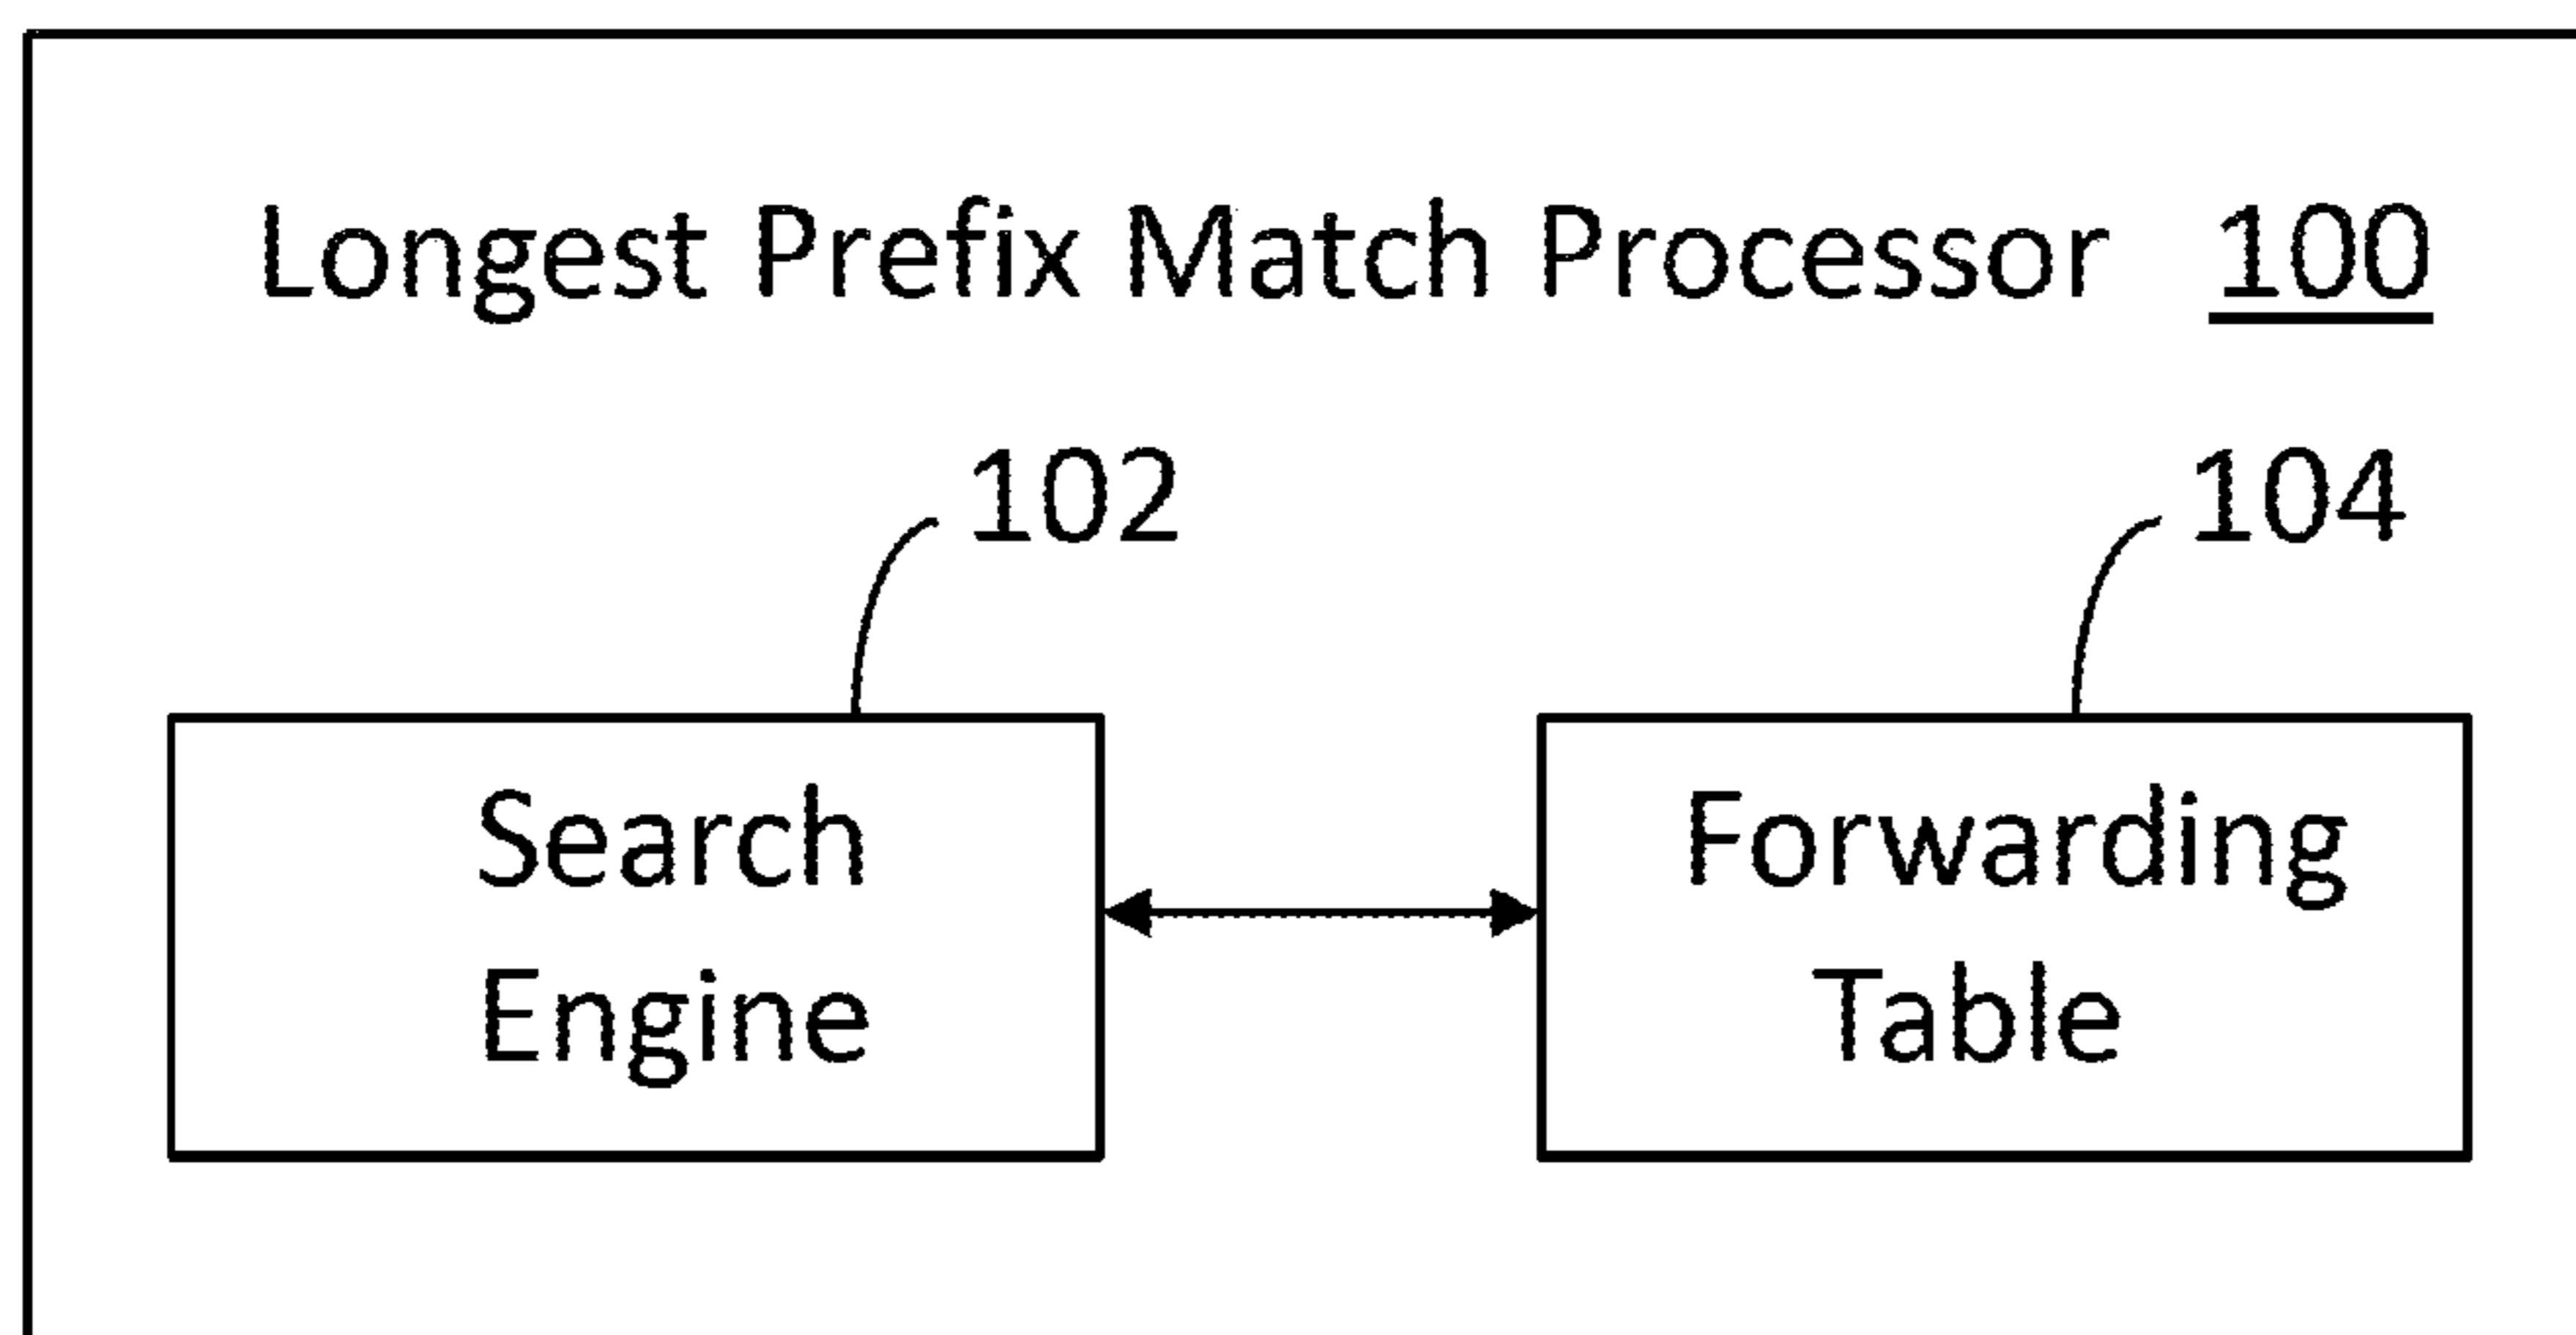 Longest Prefix Match Processor 100
102
104
Search
Engine
Forwarding
Table